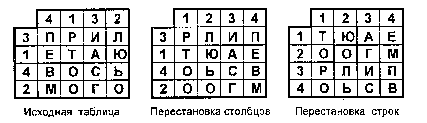 4 1 3 2
3 П Р И Л
1 Е Т А Ю
4 В О С Ь
2 М О Г О
Исходная таблица
1 2 3 4
3 Р Л И П
1 Т Ю А Е
4 О Ь С В
2 О О Г М
Перестановка столбцов
1 2 3 4
1 Т Ю А Е
2 О О Г М
3 Р Л И П
4 О Ь С В
Перестановка строк